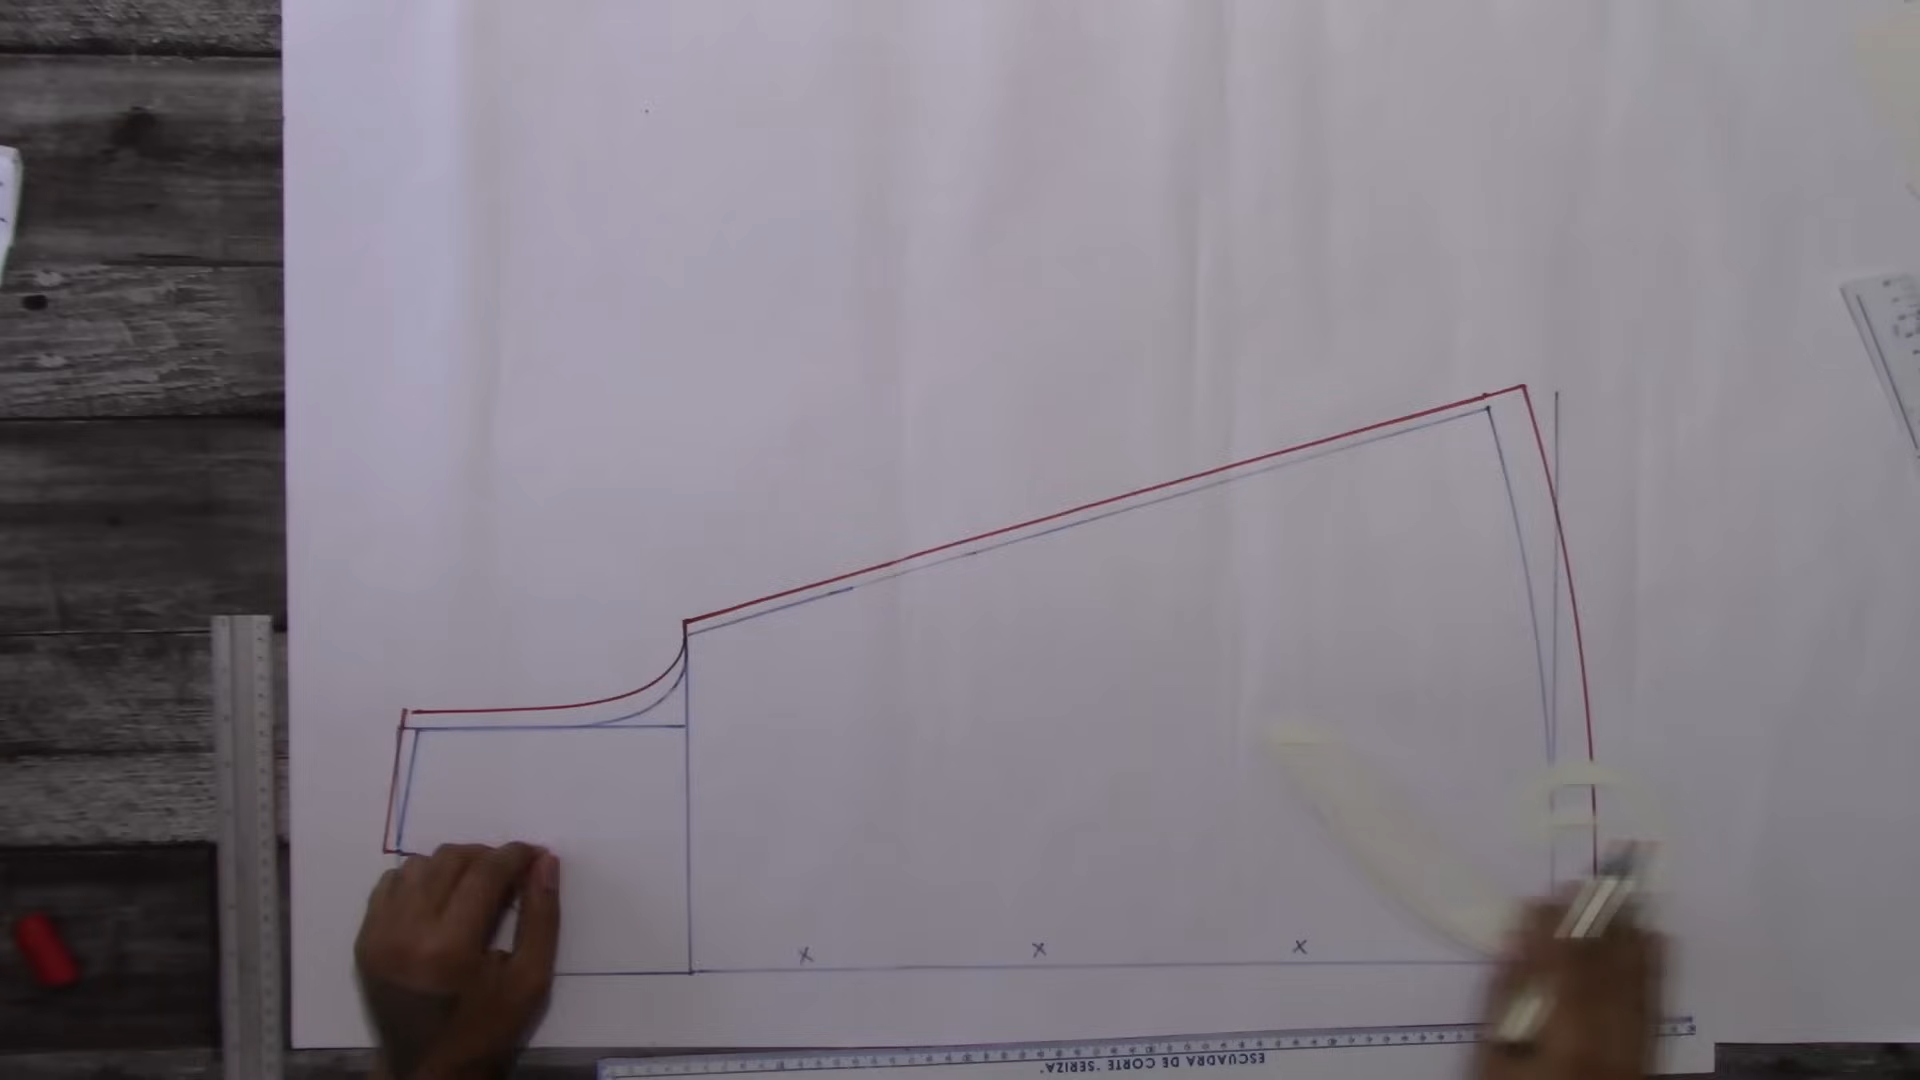 x x x
ESCUADRA DE CORTE "SERIZA"